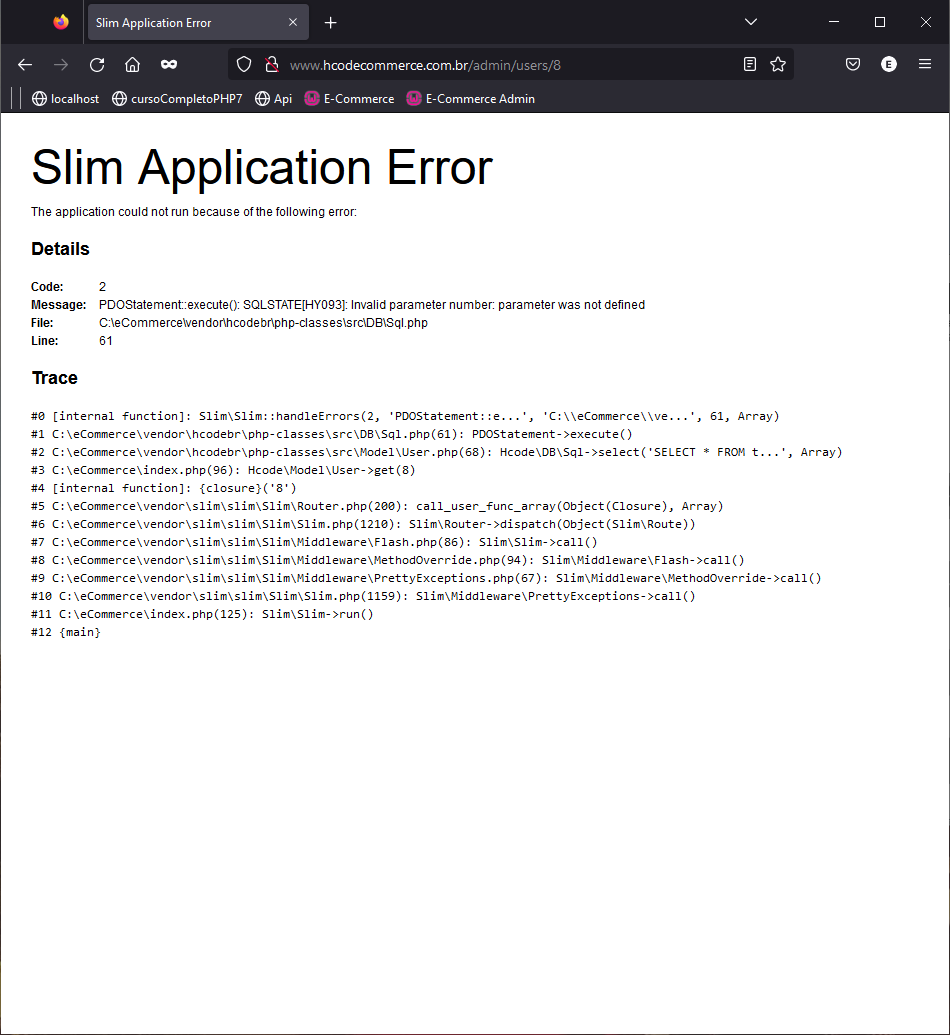 Slim Application Error
www.hcodecommerce.com.br/admin/users/8
E
localhost cursoCompletoPHP7 Api E-Commerce E-Commerce Admin
Slim Application Error
The application could not run because of the following error:
Details
Code: 2
Message: PDOStatement::execute(): SQLSTATE[HY093]: Invalid parameter number: parameter was not defined
File: C:\eCommerce\vendor\hcodebr\php-classes\src\DB\Sql.php
Line: 61
Trace
#0 [internal function]: Slim\Slim::handleErrors(2, 'PDOStatement::e...', 'C:\\eCommerce\\ve...', 61, Array)
#1 C:\eCommerce\vendor\hcodebr\php-classes\src\DB\Sql.php(61): PDOStatement->execute()
#2 C:\eCommerce\vendor\hcodebr\php-classes\src\Model\User.php(68): Hcode\DB\Sql->select('SELECT * FROM t...', Array)
#3 C:\eCommerce\index.php(96): Hcode\Model\User->get(8)
#4 [internal function]: {closure}('8')
#5 C:\eCommerce\vendor\slim\slim\Slim\Router.php(200): call_user_func_array(Object(Closure), Array)
#6 C:\eCommerce\vendor\slim\slim\Slim\Slim.php(1210): Slim\Router->dispatch(Object(Slim\Route))
#7 C:\eCommerce\vendor\slim\slim\Slim\Middleware\Flash.php(86): Slim\Slim->call()
#8 C:\eCommerce\vendor\slim\slim\Slim\Middleware\MethodOverride.php(94): Slim\Middleware\Flash->call()
#9 C:\eCommerce\vendor\slim\slim\Slim\Middleware\PrettyExceptions.php(67): Slim\Middleware\MethodOverride->call()
#10 C:\eCommerce\vendor\slim\slim\Slim\Slim.php(1159): Slim\Middleware\PrettyExceptions->call()
#11 C:\eCommerce\index.php(125): Slim\Slim->run()
#12 {main}